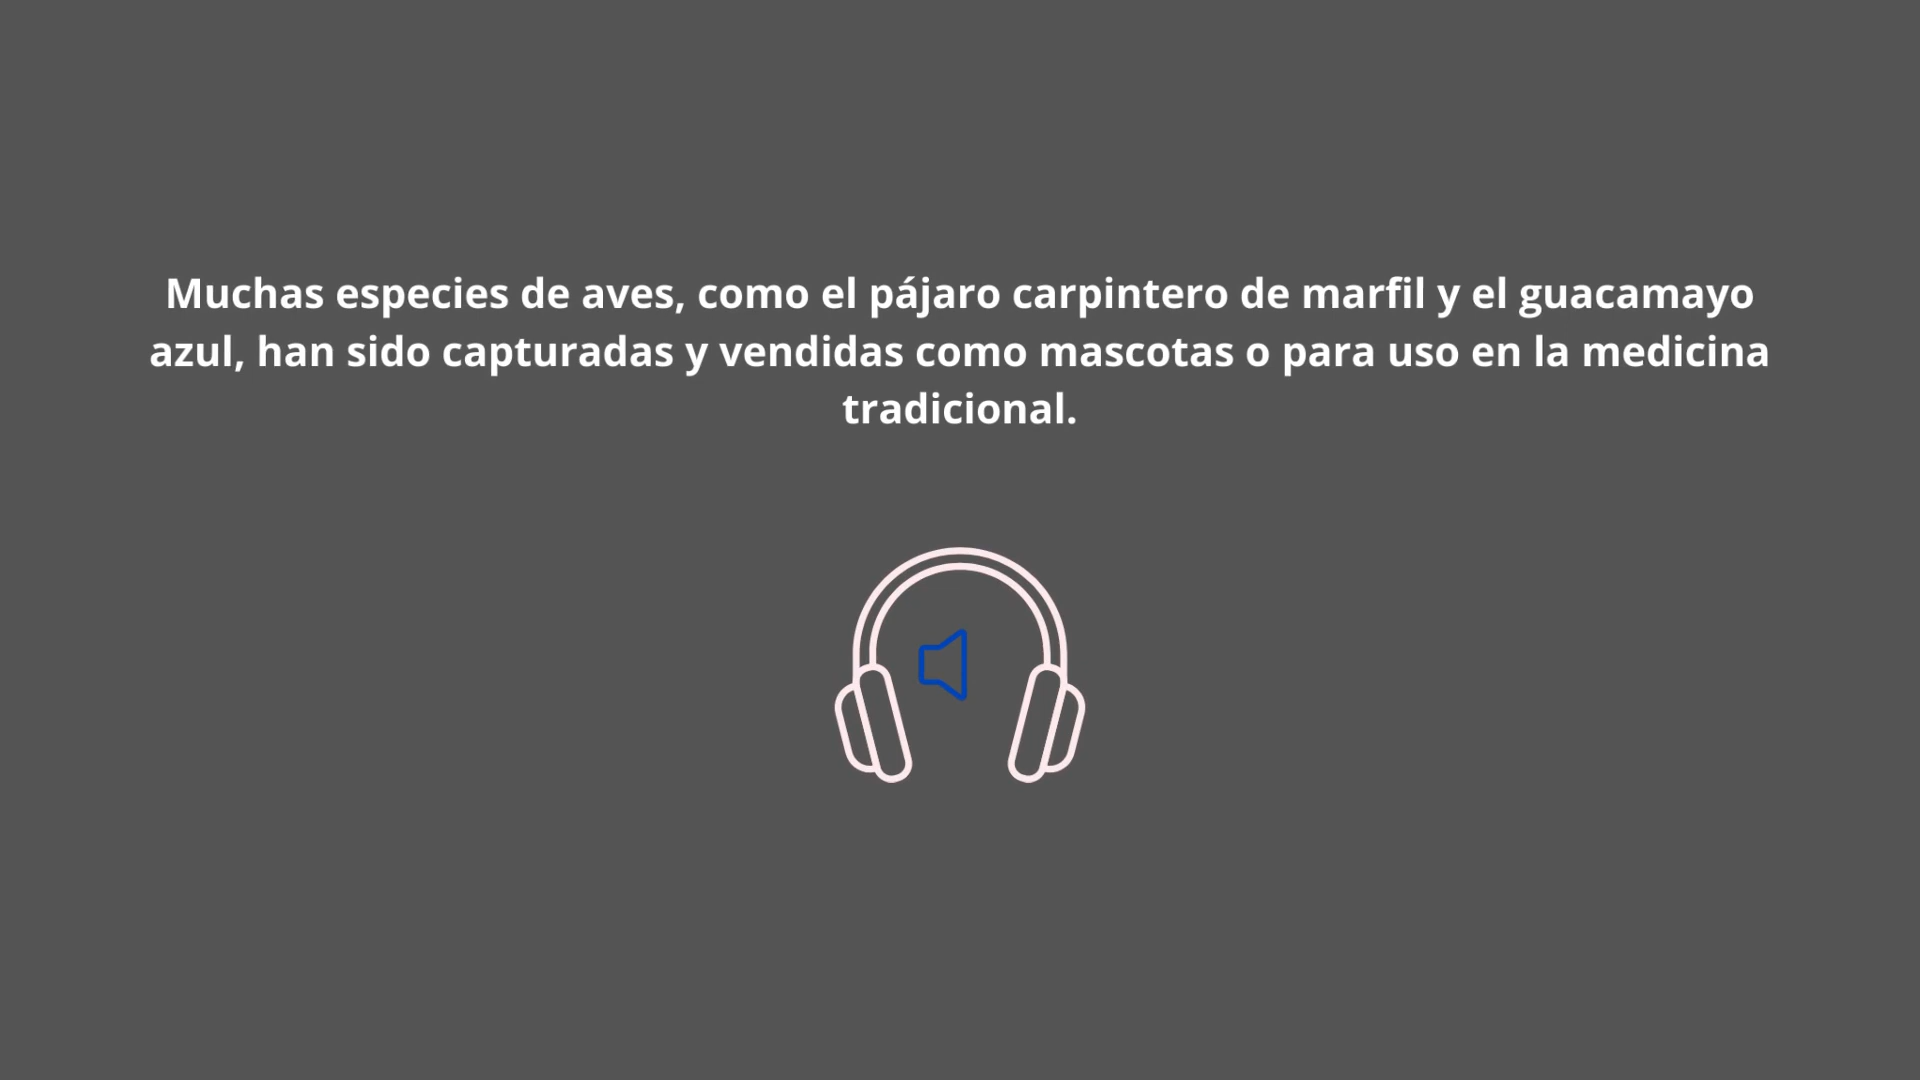 Muchas especies de aves, como el pájaro carpintero de marfil y el guacamayo
azul, han sido capturadas y vendidas como mascotas o para uso en la medicina
tradicional.